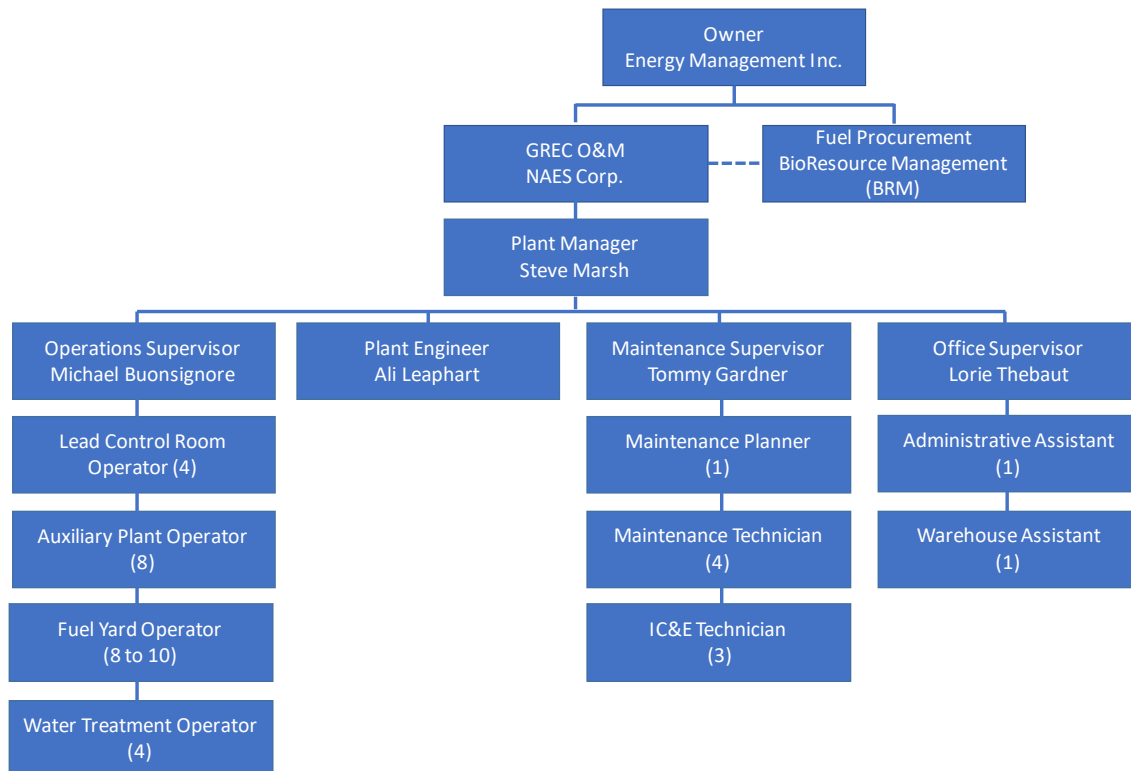 Owner
Energy Management Inc.
GREC O&M
NAES Corp.
Fuel Procurement
BioResource Management
(BRM)
Plant Manager
Steve Marsh
Operations Supervisor
Michael Buonsignore
Plant Engineer
Ali Leaphart
Maintenance Supervisor
Tommy Gardner
Office Supervisor
Lorie Thebaut
Lead Control Room
Operator (4)
Maintenance Planner
(1)
Administrative Assistant
(1)
Auxiliary Plant Operator
(8)
Maintenance Technician
(4)
Warehouse Assistant
(1)
Fuel Yard Operator
(8 to 10)
IC&E Technician
(3)
Water Treatment Operator
(4)